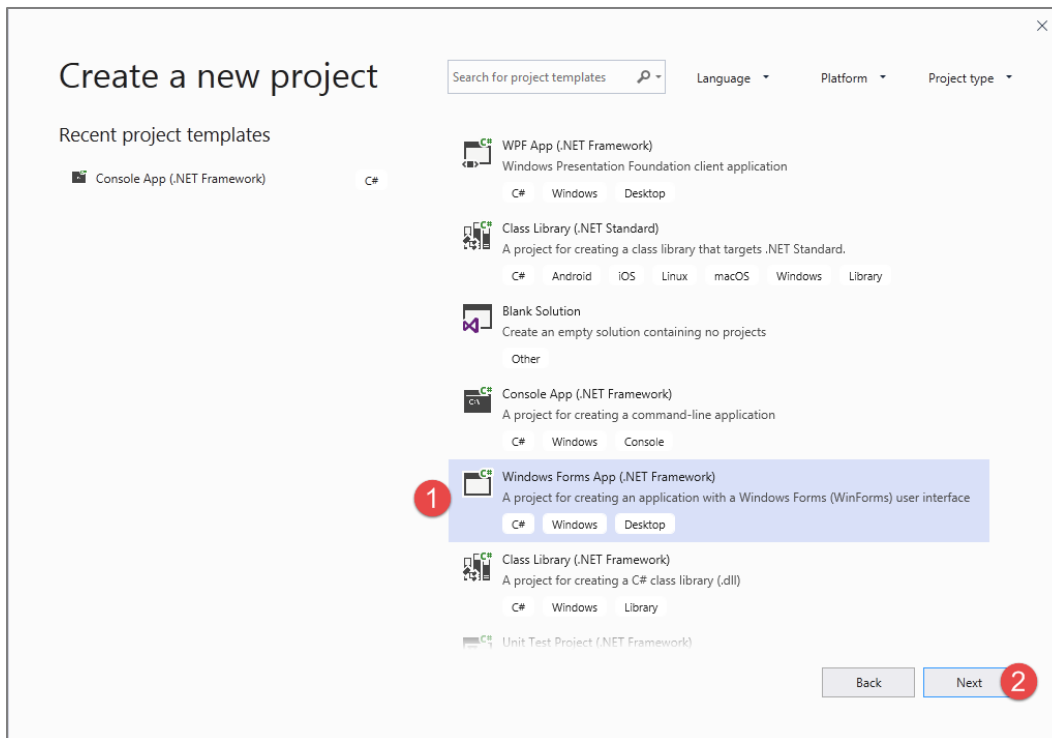 Create a new project
Search for project templates
Language
Platform
Project type
Recent project templates
Console App (.NET Framework)
C#
WPF App (.NET Framework)
Windows Presentation Foundation client application
C# Windows Desktop
Class Library (.NET Standard)
A project for creating a class library that targets .NET Standard.
C# Android iOS Linux macOS Windows Library
Blank Solution
Create an empty solution containing no projects
Other
C:\
Console App (.NET Framework)
A project for creating a command-line application
C# Windows Console
1
Windows Forms App (.NET Framework)
A project for creating an application with a Windows Forms (WinForms) user interface
C# Windows Desktop
Class Library (.NET Framework)
A project for creating a C# class library (.dll)
C# Windows Library
Unit Test Project (.NET Framework)
Back
Next
2